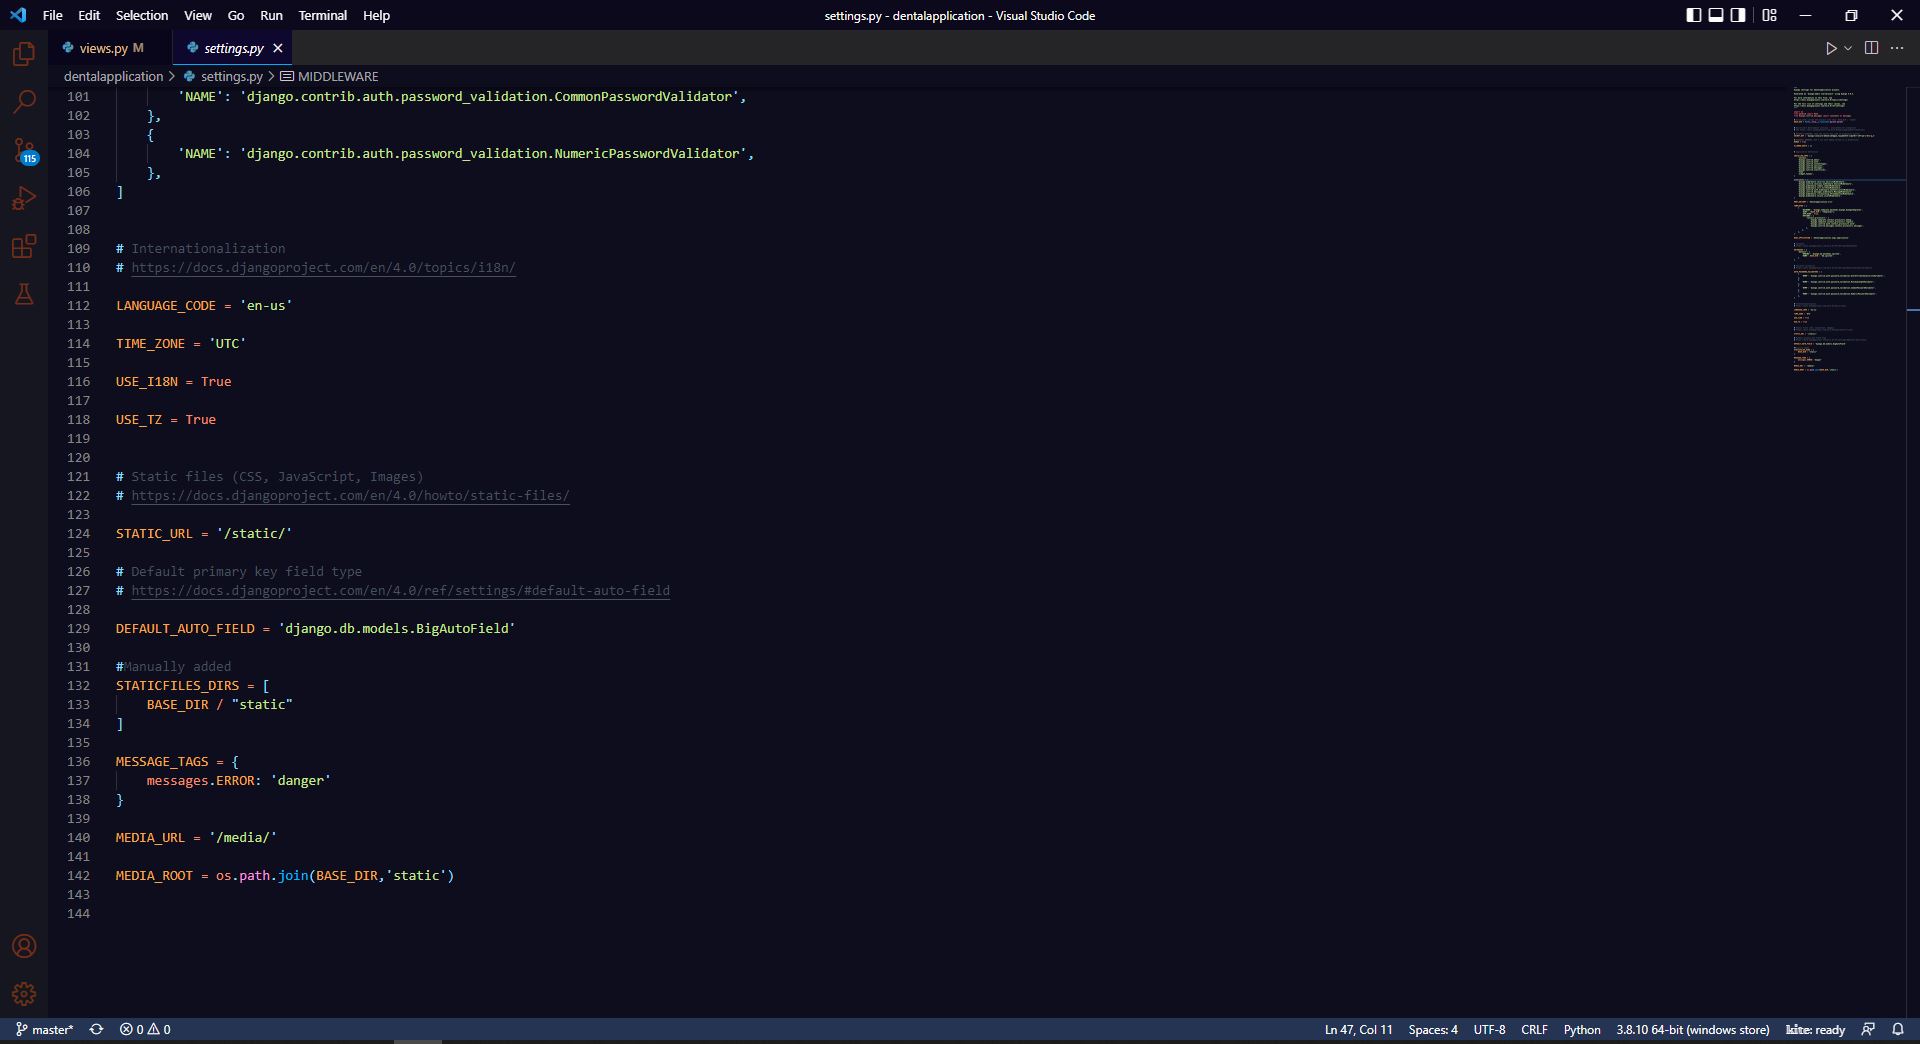 File Edit Selection View Go Run Terminal Help
settings.py - dentalapplication - Visual Studio Code
views.py M
settings.py
dentalapplication > settings.py > MIDDLEWARE
101 'NAME': 'django.contrib.auth.password_validation.CommonPasswordValidator',
102 },
103 {
104 'NAME': 'django.contrib.auth.password_validation.NumericPasswordValidator',
105 },
106 ]
107
108
109 # Internationalization
110 # https://docs.djangoproject.com/en/4.0/topics/i18n/
111
112 LANGUAGE_CODE = 'en-us'
113
114 TIME_ZONE = 'UTC'
115
116 USE_I18N = True
117
118 USE_TZ = True
119
120
121 # Static files (CSS, JavaScript, Images)
122 # https://docs.djangoproject.com/en/4.0/howto/static-files/
123
124 STATIC_URL = '/static/'
125
126 # Default primary key field type
127 # https://docs.djangoproject.com/en/4.0/ref/settings/#default-auto-field
128
129 DEFAULT_AUTO_FIELD = 'django.db.models.BigAutoField'
130
131 #Manually added
132 STATICFILES_DIRS = [
133 BASE_DIR / "static"
134 ]
135
136 MESSAGE_TAGS = {
137 messages.ERROR: 'danger'
138 }
139
140 MEDIA_URL = '/media/'
141
142 MEDIA_ROOT = os.path.join(BASE_DIR,'static')
143
144
115
master* 0 0
Ln 47, Col 11 Spaces: 4 UTF-8 CRLF Python 3.8.10 64-bit (windows store) kite: ready